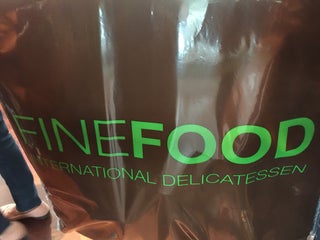 FINEFOOD
INTERNATIONAL DELICATESSEN